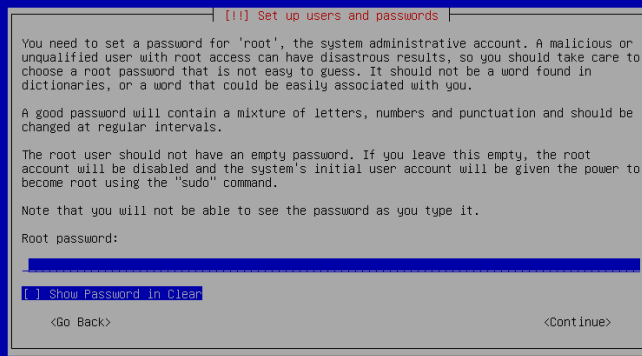 [!!] Set up users and passwords
You need to set a password for 'root', the system administrative account. A malicious or
unqualified user with root access can have disastrous results, so you should take care to
choose a root password that is not easy to guess. It should not be a word found in
dictionaries, or a word that could be easily associated with you.
A good password will contain a mixture of letters, numbers and punctuation and should be
changed at regular intervals.
The root user should not have an empty password. If you leave this empty, the root
account will be disabled and the system's initial user account will be given the power to
become root using the "sudo" command.
Note that you will not be able to see the password as you type it.
Root password:
[ ] Show Password in Clear
<Go Back> <Continue>